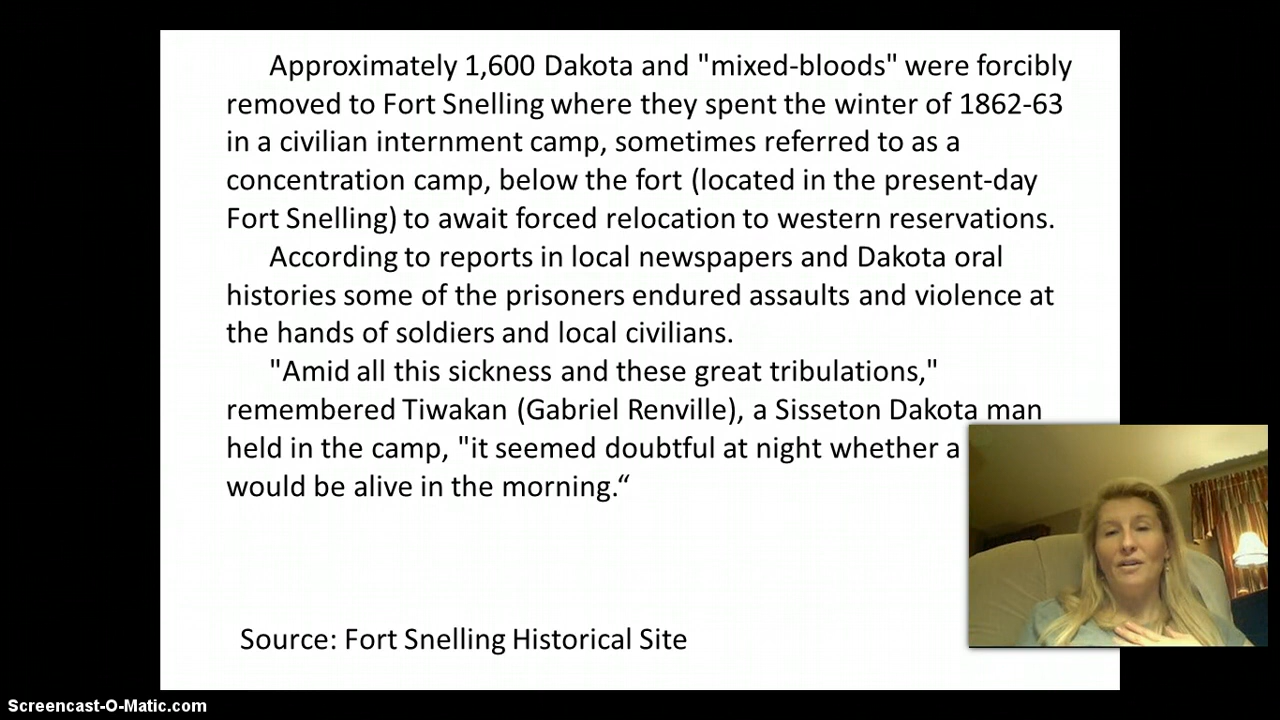 Approximately 1,600 Dakota and "mixed-bloods" were forcibly
removed to Fort Snelling where they spent the winter of 1862-63
in a civilian internment camp, sometimes referred to as a
concentration camp, below the fort (located in the present-day
Fort Snelling) to await forced relocation to western reservations.
According to reports in local newspapers and Dakota oral
histories some of the prisoners endured assaults and violence at
the hands of soldiers and local civilians.
"Amid all this sickness and these great tribulations,"
remembered Tiwakan (Gabriel Renville), a Sisseton Dakota man
held in the camp, "it seemed doubtful at night whether a
would be alive in the morning.“
Source: Fort Snelling Historical Site
Screencast-O-Matic.com